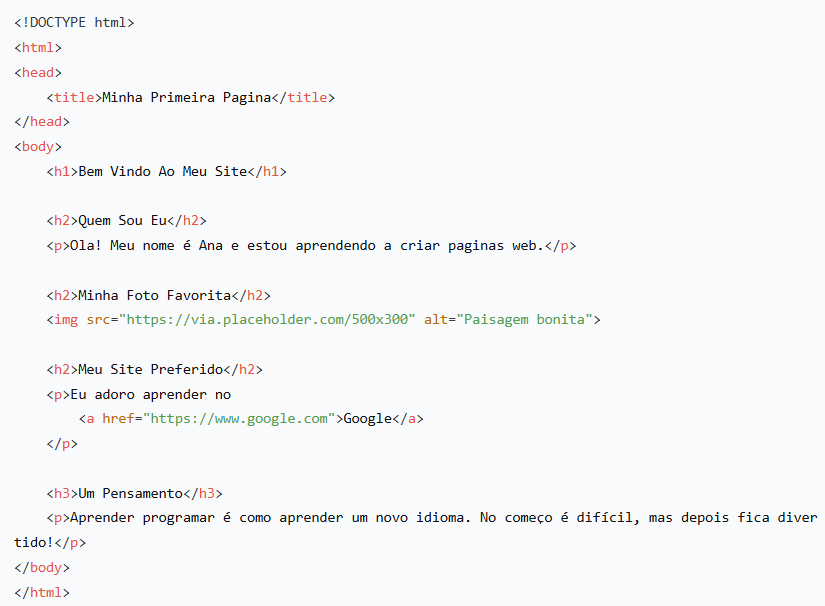 <!DOCTYPE html>
<html>
<head>
    <title>Minha Primeira Pagina</title>
</head>
<body>
    <h1>Bem Vindo Ao Meu Site</h1>

    <h2>Quem Sou Eu</h2>
    <p>Ola! Meu nome é Ana e estou aprendendo a criar paginas web.</p>

    <h2>Minha Foto Favorita</h2>
    <img src="https://via.placeholder.com/500x300" alt="Paisagem bonita">

    <h2>Meu Site Preferido</h2>
    <p>Eu adoro aprender no
        <a href="https://www.google.com">Google</a>
    </p>

    <h3>Um Pensamento</h3>
    <p>Aprender programar é como aprender um novo idioma. No começo é difícil, mas depois fica diver
tido!</p>
</body>
</html>